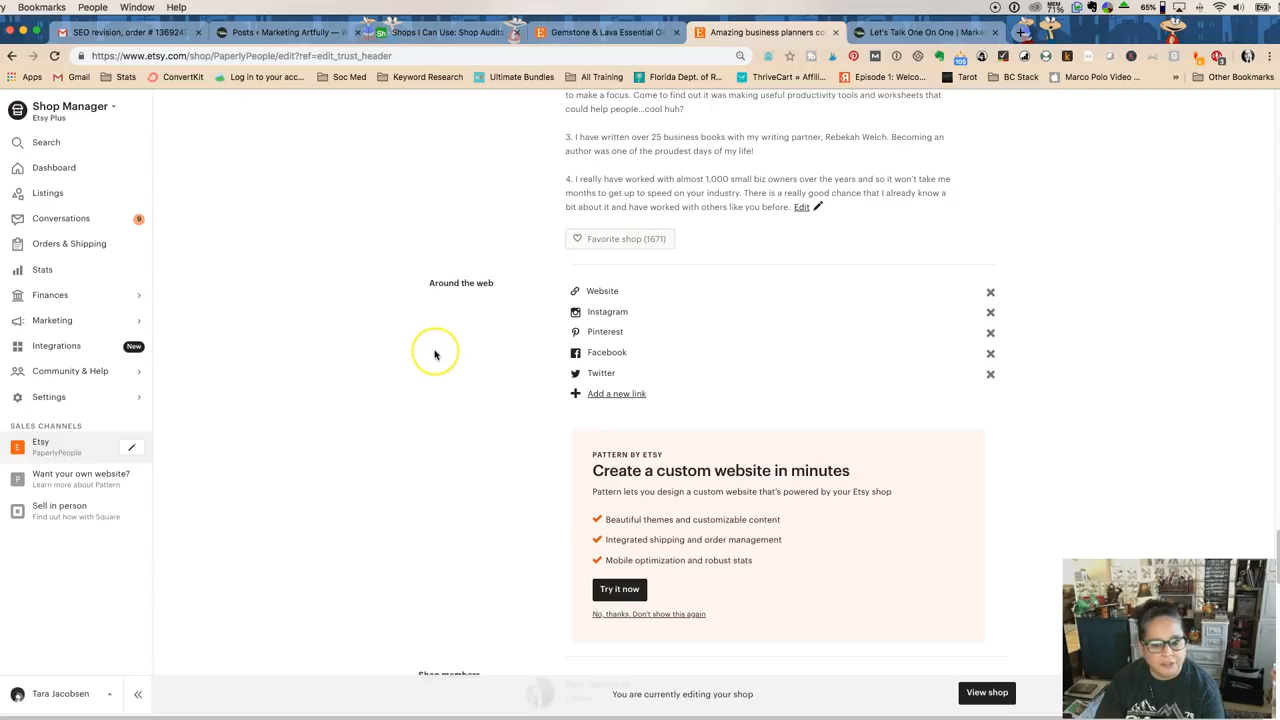 Bookmarks People Window Help
MEM 71% 65%
SEO revision, order # 1369245
Posts ‹ Marketing Artfully —
Shops I Can Use: Shop Audits
Gemstone & Lava Essential Oi
Amazing business planners co
Let's Talk One On One | Market
https://www.etsy.com/shop/PaperlyPeople/edit?ref=edit_trust_header
Apps Gmail Stats ConvertKit Log in to your acc... Soc Med Keyword Research Ultimate Bundles All Training Florida Dept. of R... ThriveCart » Affili... Episode 1: Welco... Tarot BC Stack Marco Polo Video ... » Other Bookmarks
Shop Manager
Etsy Plus
Search
Dashboard
Listings
Conversations 9
Orders & Shipping
Stats
Finances
Marketing
Integrations New
Community & Help
Settings
SALES CHANNELS
Etsy
PaperlyPeople
Want your own website?
Learn more about Pattern
Sell in person
Find out how with Square
Tara Jacobsen
to make a focus. Come to find out it was making useful productivity tools and worksheets that
could help people...cool huh?
3. I have written over 25 business books with my writing partner, Rebekah Welch. Becoming an
author was one of the proudest days of my life!
4. I really have worked with almost 1,000 small biz owners over the years and so it won't take me
months to get up to speed on your industry. There is a really good chance that I already know a
bit about it and have worked with others like you before. Edit
Favorite shop (1671)
Around the web
Website
Instagram
Pinterest
Facebook
Twitter
Add a new link
PATTERN BY ETSY
Create a custom website in minutes
Pattern lets you design a custom website that's powered by your Etsy shop
Beautiful themes and customizable content
Integrated shipping and order management
Mobile optimization and robust stats
Try it now
No, thanks. Don't show this again
Shop members
You are currently editing your shop
View shop